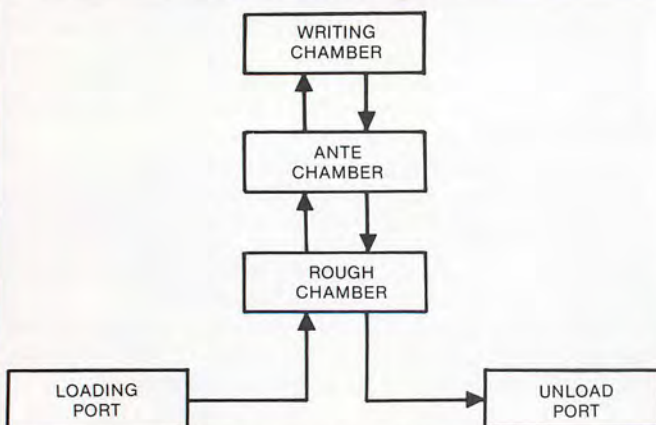 WRITING
CHAMBER
ANTE
CHAMBER
ROUGH
CHAMBER
LOADING
PORT
UNLOAD
PORT